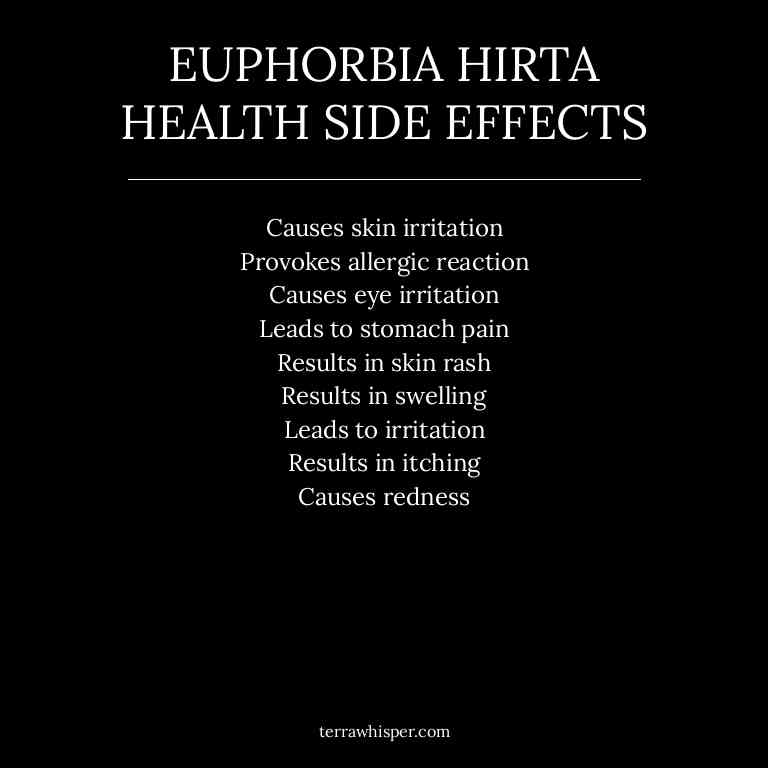 EUPHORBIA HIRTA
HEALTH SIDE EFFECTS
Causes skin irritation
Provokes allergic reaction
Causes eye irritation
Leads to stomach pain
Results in skin rash
Results in swelling
Leads to irritation
Results in itching
Causes redness
terrawhisper.com